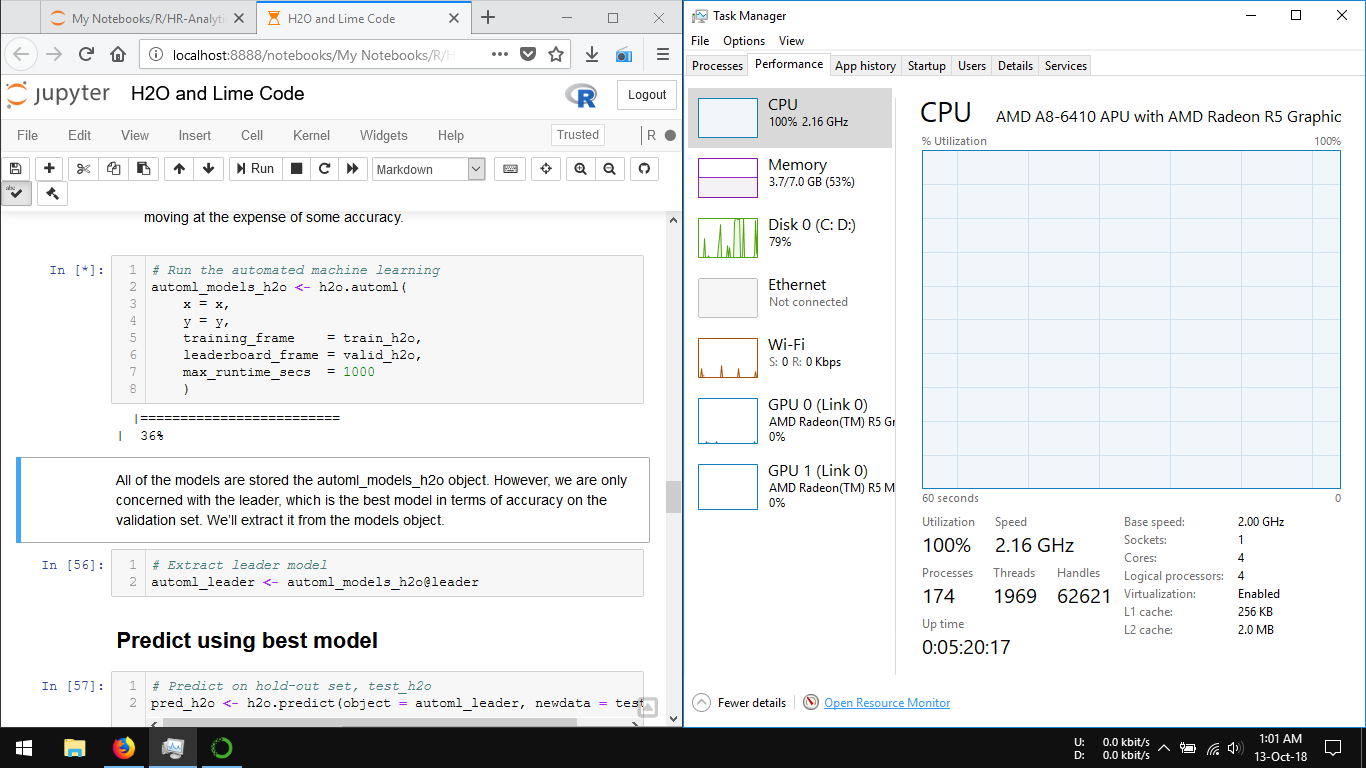 My Notebooks/R/HR-Analyti
H2O and Lime Code
localhost:8888/notebooks/My Notebooks/R/H
jupyter H2O and Lime Code
R
Logout
File Edit View Insert Cell Kernel Widgets Help
Trusted
R
Run
Markdown
abc
moving at the expense of some accuracy.
In [*]:
1 # Run the automated machine learning
2 automl_models_h2o <- h2o.automl(
3 x = x,
4 y = y,
5 training_frame = train_h2o,
6 leaderboard_frame = valid_h2o,
7 max_runtime_secs = 1000
8 )
|=========================
| 36%
All of the models are stored the automl_models_h2o object. However, we are only
concerned with the leader, which is the best model in terms of accuracy on the
validation set. We'll extract it from the models object.
In [56]:
1 # Extract leader model
2 automl_leader <- automl_models_h2o@leader
Predict using best model
In [57]:
1 # Predict on hold-out set, test_h2o
2 pred_h2o <- h2o.predict(object = automl_leader, newdata = test
Task Manager
File Options View
Processes Performance App history Startup Users Details Services
CPU
100% 2.16 GHz
Memory
3.7/7.0 GB (53%)
Disk 0 (C: D:)
79%
Ethernet
Not connected
Wi-Fi
S: 0 R: 0 Kbps
GPU 0 (Link 0)
AMD Radeon(TM) R5 Gr
0%
GPU 1 (Link 0)
AMD Radeon(TM) R5 M
0%
CPU AMD A8-6410 APU with AMD Radeon R5 Graphic
% Utilization 100%
60 seconds 0
Utilization Speed
100% 2.16 GHz
Processes Threads Handles
174 1969 62621
Up time
0:05:20:17
Base speed: 2.00 GHz
Sockets: 1
Cores: 4
Logical processors: 4
Virtualization: Enabled
L1 cache: 256 KB
L2 cache: 2.0 MB
Fewer details
Open Resource Monitor
U: 0.0 kbit/s
D: 0.0 kbit/s
1:01 AM
13-Oct-18